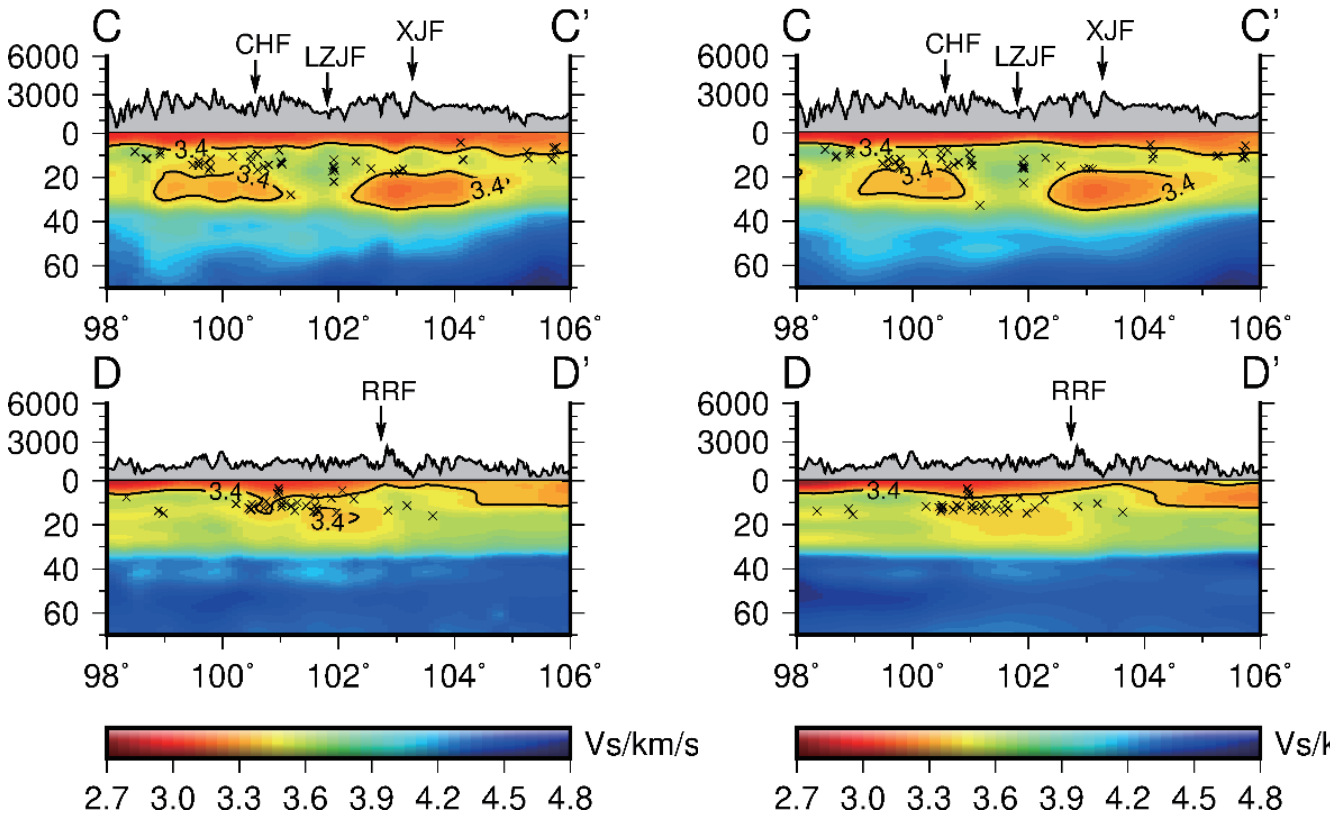 C C' C C'
CHF LZJF XJF CHF LZJF XJF
6000 6000
3000 3000
0 0
3.4 3.4
20 3.4 3.4 20 3.4 3.4
40 40
60 60
98° 100° 102° 104° 106° 98° 100° 102° 104° 106°
D D' D D'
RRF RRF
6000 6000
3000 3000
0 0
3.4 3.4
20 3.4 20
40 40
60 60
98° 100° 102° 104° 106° 98° 100° 102° 104° 106°
Vs/km/s Vs/k
2.7 3.0 3.3 3.6 3.9 4.2 4.5 4.8 2.7 3.0 3.3 3.6 3.9 4.2 4.5 4.8